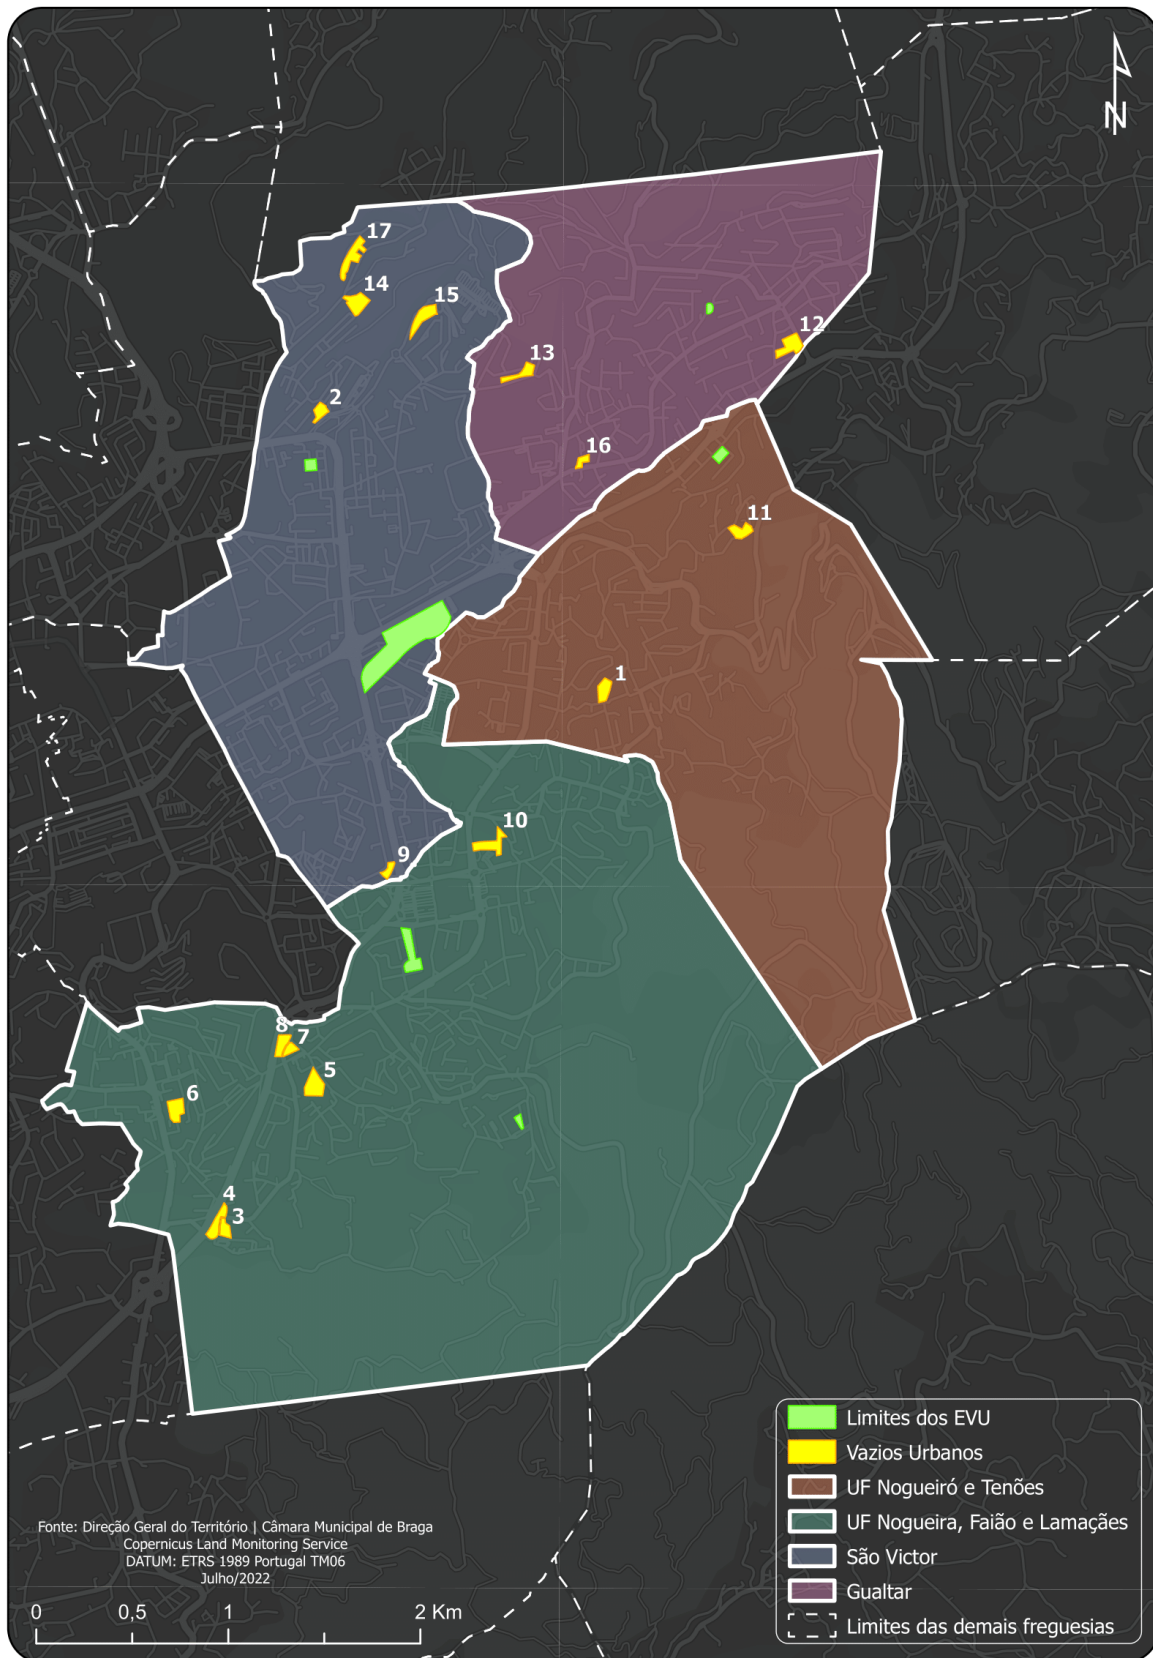 N
17
14
15
12
13
2
16
11
1
10
9
8
7
5
6
4
3
Limites dos EVU
Vazios Urbanos
UF Nogueiró e Tenões
UF Nogueira, Faião e Lamações
São Victor
Gualtar
Limites das demais freguesias
Fonte: Direção Geral do Território | Câmara Municipal de Braga
Copernicus Land Monitoring Service
DATUM: ETRS 1989 Portugal TM06
Julho/2022
0 0,5 1 2 Km